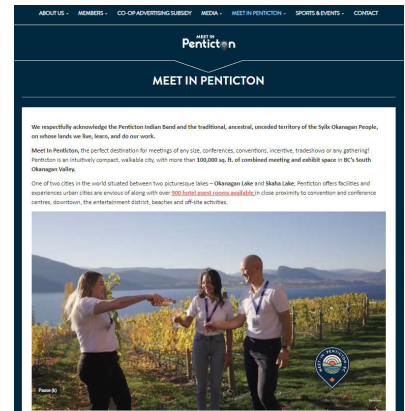 ABOUT US MEMBERS CO-OP ADVERTISING SUBSIDY MEDIA MEET IN PENTICTON SPORTS & EVENTS CONTACT
MEET IN
Penticton
MEET IN PENTICTON
We respectfully acknowledge the Penticton Indian Band and the traditional, ancestral, unceded territory of the Syilx Okanagan People,
on whose lands we live, learn, and do our work.
Meet In Penticton, the perfect destination for meetings of any size, conferences, conventions, incentive, tradeshows or any gathering!
Penticton is an intuitively compact, walkable city, with more than 100,000 sq. ft. of combined meeting and exhibit space in BC's South
Okanagan Valley.
One of two cities in the world situated between two picturesque lakes – Okanagan Lake and Skaha Lake; Penticton offers facilities and
experiences urban cities are envious of along with over 900 hotel guest rooms available in close proximity to convention and conference
centres, downtown, the entertainment district, beaches and off-site activities.
MEET IN PENTICTON BC
Pause (k)